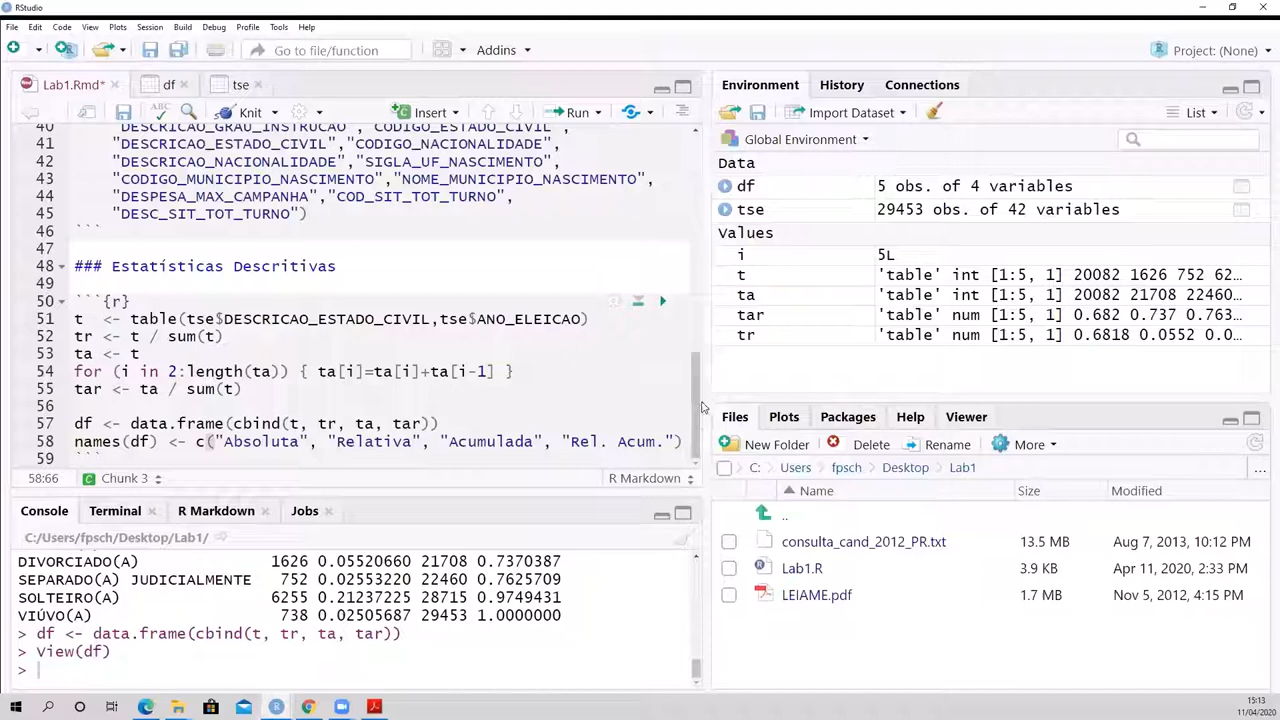 RStudio
File Edit Code View Plots Session Build Debug Profile Tools Help
Go to file/function Addins Project: (None)
Lab1.Rmd* df tse
ABC Knit Insert Run
40 "DESCRICAO_GRAU_INSTRUCAO","CODIGO_ESTADO_CIVIL",
41 "DESCRICAO_ESTADO_CIVIL","CODIGO_NACIONALIDADE",
42 "DESCRICAO_NACIONALIDADE","SIGLA_UF_NASCIMENTO",
43 "CODIGO_MUNICIPIO_NASCIMENTO","NOME_MUNICIPIO_NASCIMENTO",
44 "DESPESA_MAX_CAMPANHA","COD_SIT_TOT_TURNO",
45 "DESC_SIT_TOT_TURNO")
46 ```
47
48 ### Estatísticas Descritivas
49
50 ```{r}
51 t <- table(tse$DESCRICAO_ESTADO_CIVIL,tse$ANO_ELEICAO)
52 tr <- t / sum(t)
53 ta <- t
54 for (i in 2:length(ta)) { ta[i]=ta[i]+ta[i-1] }
55 tar <- ta / sum(t)
56
57 df <- data.frame(cbind(t, tr, ta, tar))
58 names(df) <- c("Absoluta", "Relativa", "Acumulada", "Rel. Acum.")
59 ```
58:66 Chunk 3 R Markdown
Console Terminal R Markdown Jobs
C:/Users/fpsch/Desktop/Lab1/
DIVORCIADO(A) 1626 0.05520660 21708 0.7370387
SEPARADO(A) JUDICIALMENTE 752 0.02553220 22460 0.7625709
SOLTEIRO(A) 6255 0.21237225 28715 0.9749431
VIÚVO(A) 738 0.02505687 29453 1.0000000
> df <- data.frame(cbind(t, tr, ta, tar))
> View(df)
>
Environment History Connections
Import Dataset List
Global Environment
Data
df 5 obs. of 4 variables
tse 29453 obs. of 42 variables
Values
i 5L
t 'table' int [1:5, 1] 20082 1626 752 62…
ta 'table' int [1:5, 1] 20082 21708 22460…
tar 'table' num [1:5, 1] 0.682 0.737 0.763…
tr 'table' num [1:5, 1] 0.6818 0.0552 0.0…
Files Plots Packages Help Viewer
New Folder Delete Rename More
C: Users fpsch Desktop Lab1 ...
Name Size Modified
..
consulta_cand_2012_PR.txt 13.5 MB Aug 7, 2013, 10:12 PM
Lab1.R 3.9 KB Apr 11, 2020, 2:33 PM
LEIAME.pdf 1.7 MB Nov 5, 2012, 4:15 PM
15:13
11/04/2020